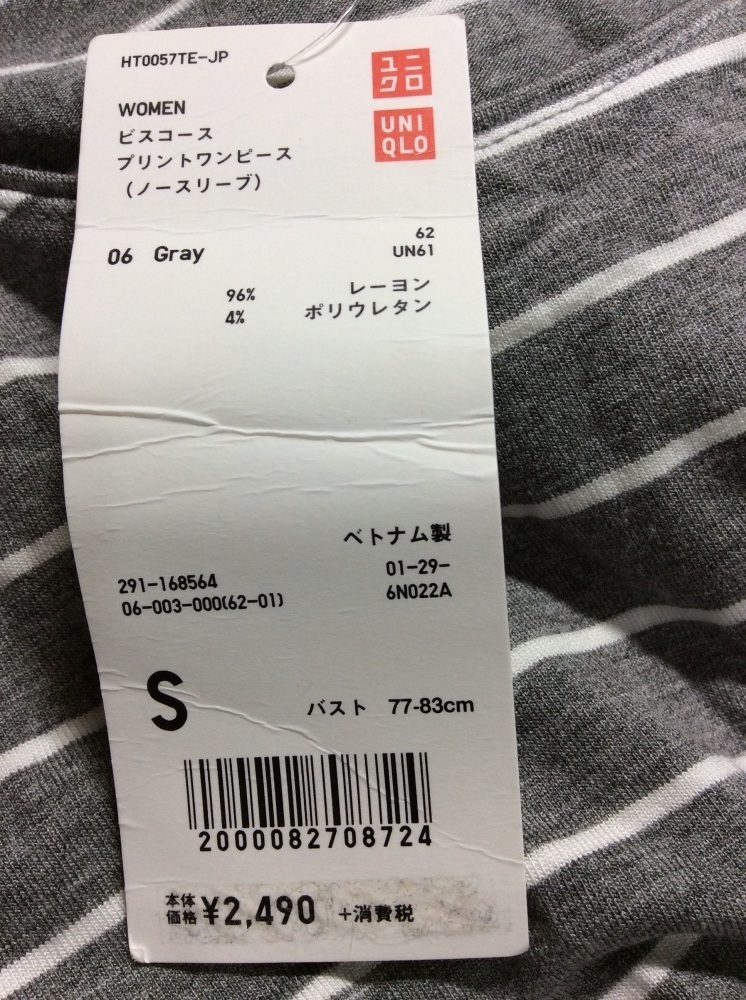 HT0057TE-JP
ユニ
クロ
UNI
QLO
WOMEN
ビスコース
プリントワンピース
（ノースリーブ）
06 Gray
62
UN61
96% レーヨン
4% ポリウレタン
ベトナム製
291-168564
01-29-
06-003-000(62-01)
6N022A
S バスト 77-83cm
2000082708724
本体
価格 ¥2,490 +消費税